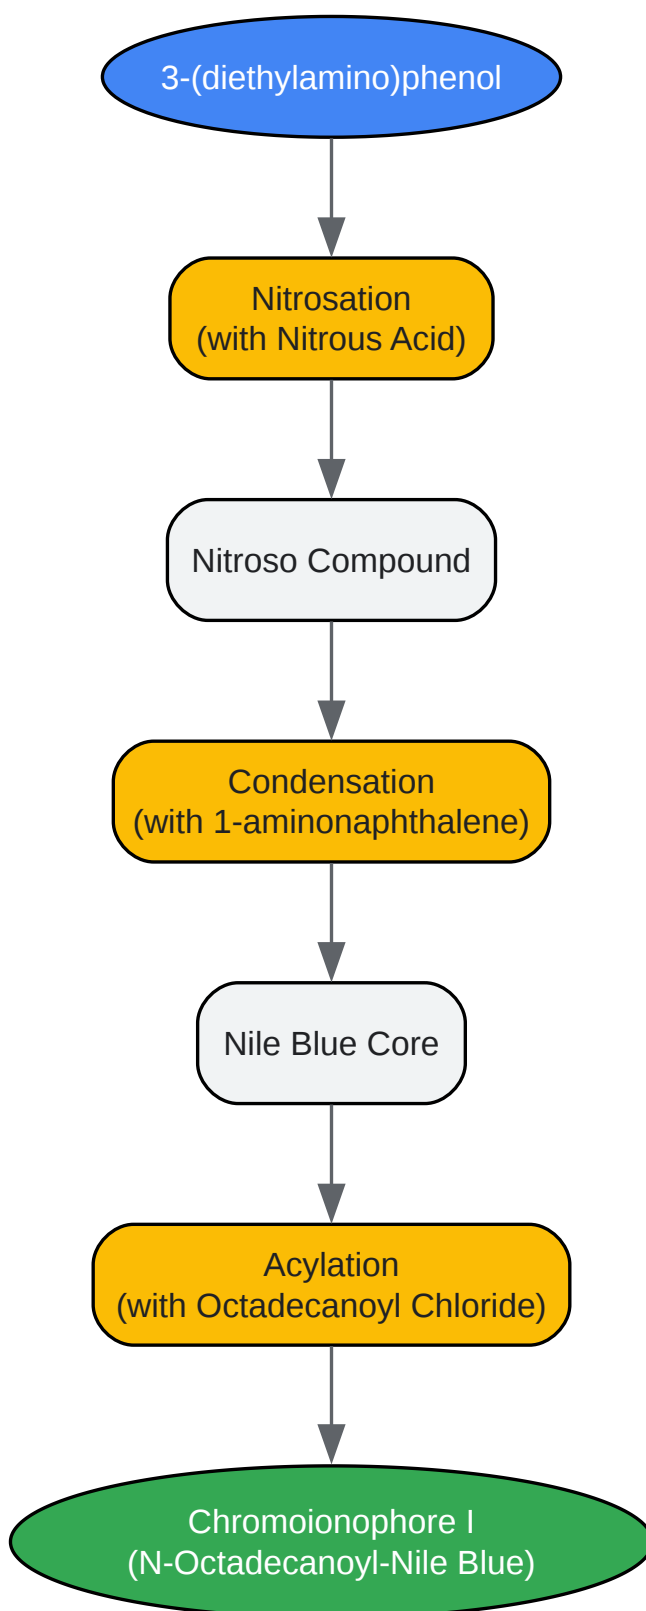 3-(diethylamino)phenol
Nitrosation
(with Nitrous Acid)
Nitroso Compound
Condensation
(with 1-aminonaphthalene)
Nile Blue Core
Acylation
(with Octadecanoyl Chloride)
Chromoionophore I
(N-Octadecanoyl-Nile Blue)